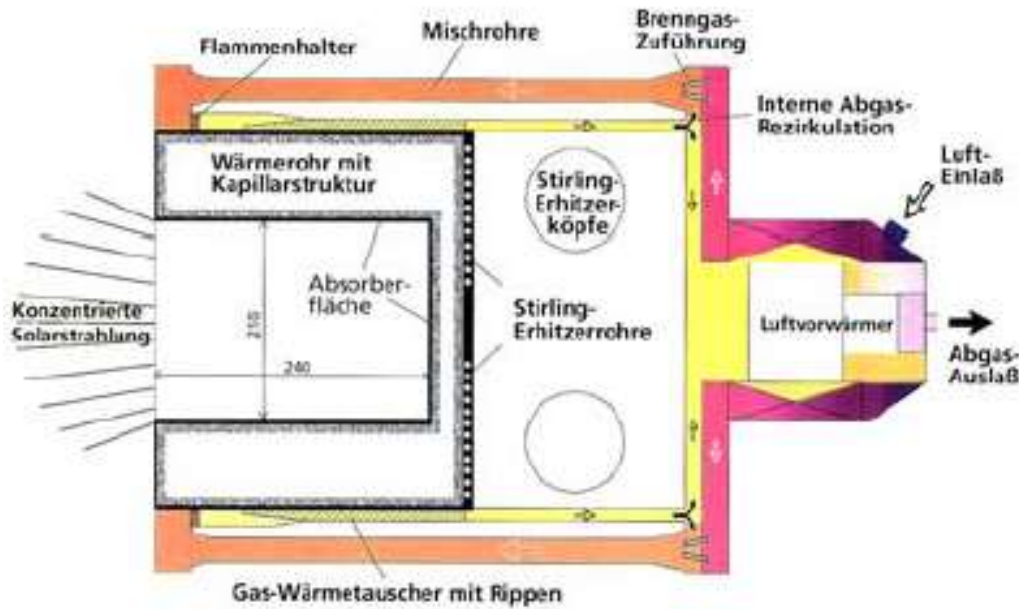 Flammenhalter
Mischrohre
Brenngas-
Zuführung
Interne Abgas-
Rezirkulation
Luft-
Einlaß
Wärmerohr mit
Kapillarstruktur
Stirling-
Erhitzer-
köpfe
Absorber-
fläche
Konzentrierte
Solarstrahlung
210
240
Stirling-
Erhitzerrohre
Luftvorwärmer
Abgas-
Auslaß
Gas-Wärmetauscher mit Rippen